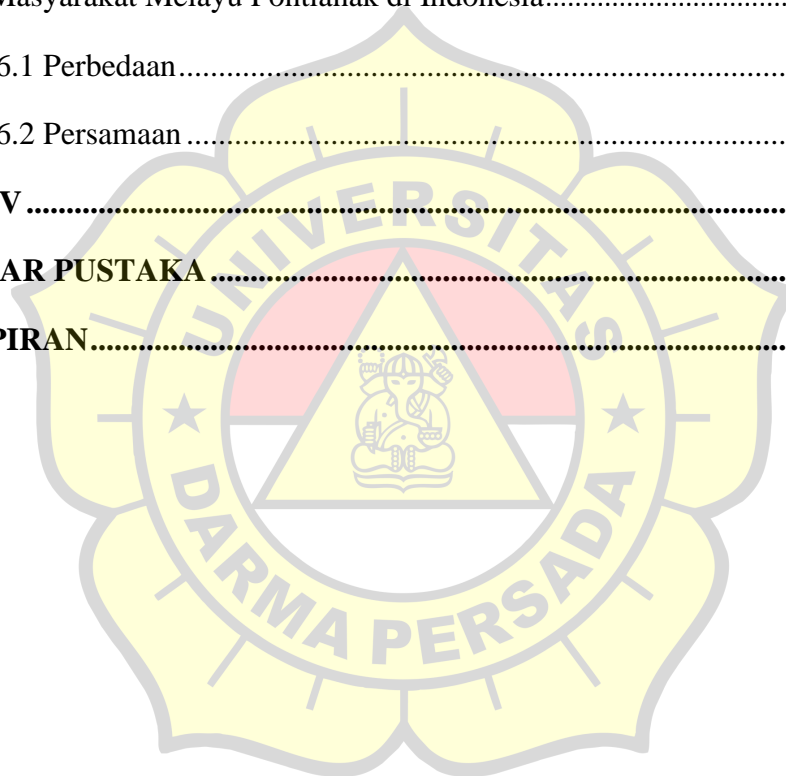 Masyarakat Melayu Pontianak di Indonesia................................
6.1 Perbedaan................................................................................
6.2 Persamaan................................................................................
V................................................................................................
AR PUSTAKA................................................................................
PIRAN................................................................................
UNIVERSITAS
DARMA PERSADA